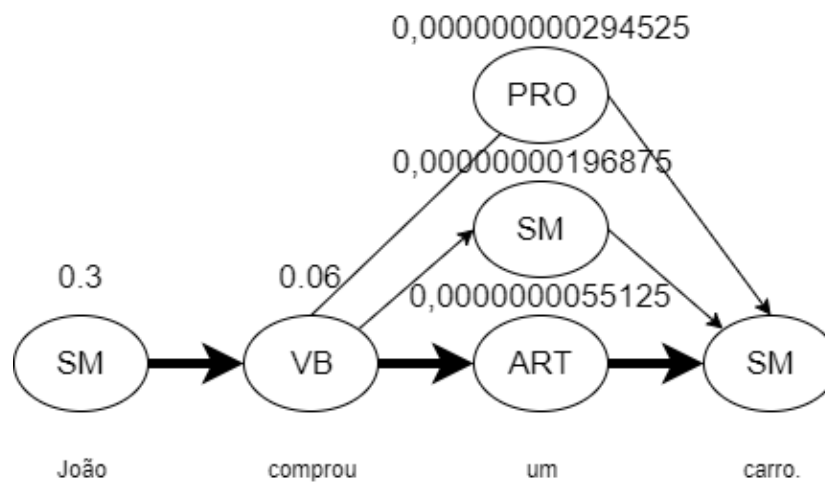 0,000000000294525
PRO
0,00000000196875
SM
0.3
0.06
0,0000000055125
SM
VB
ART
SM
João
comprou
um
carro.